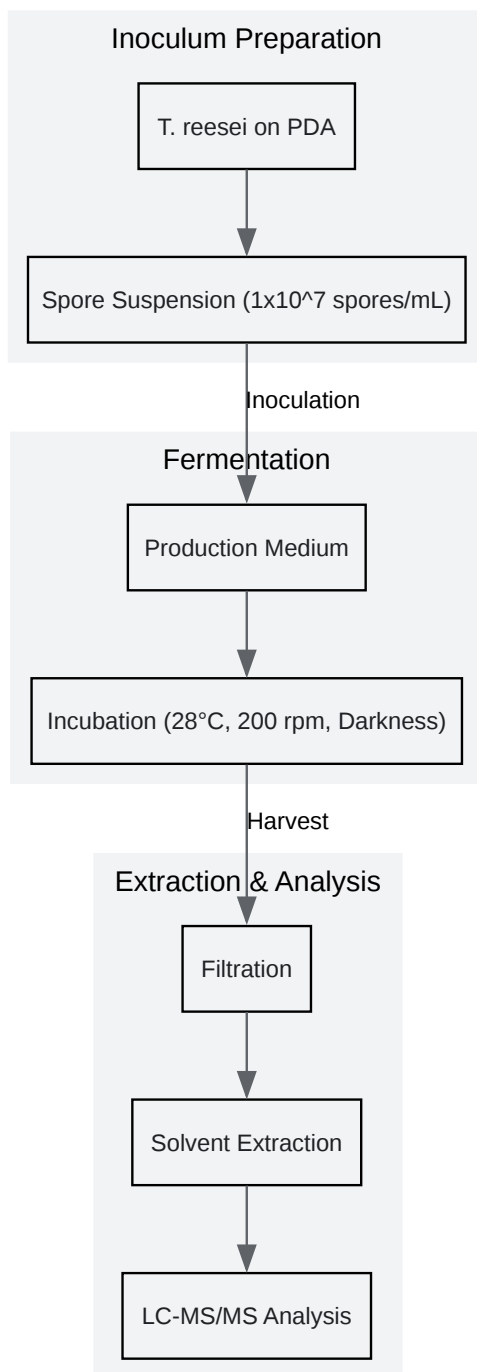 Inoculum Preparation
T. reesei on PDA
Spore Suspension (1x10^7 spores/mL)
Inoculation
Fermentation
Production Medium
Incubation (28°C, 200 rpm, Darkness)
Harvest
Extraction & Analysis
Filtration
Solvent Extraction
LC-MS/MS Analysis